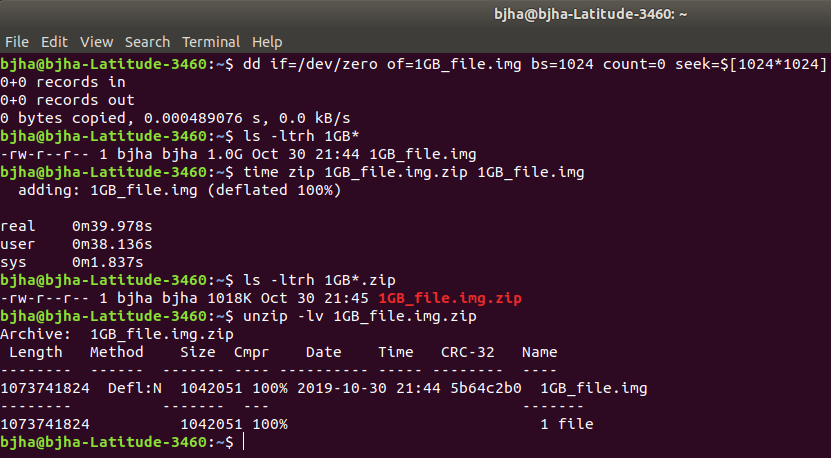 bjha@bjha-Latitude-3460: ~
File Edit View Search Terminal Help
bjha@bjha-Latitude-3460:~$ dd if=/dev/zero of=1GB_file.img bs=1024 count=0 seek=$[1024*1024]
0+0 records in
0+0 records out
0 bytes copied, 0.000489076 s, 0.0 kB/s
bjha@bjha-Latitude-3460:~$ ls -ltrh 1GB*
-rw-r--r-- 1 bjha bjha 1.0G Oct 30 21:44 1GB_file.img
bjha@bjha-Latitude-3460:~$ time zip 1GB_file.img.zip 1GB_file.img
  adding: 1GB_file.img (deflated 100%)
real    0m39.978s
user    0m38.136s
sys     0m1.837s
bjha@bjha-Latitude-3460:~$ ls -ltrh 1GB*.zip
-rw-r--r-- 1 bjha bjha 1018K Oct 30 21:45 1GB_file.img.zip
bjha@bjha-Latitude-3460:~$ unzip -lv 1GB_file.img.zip
Archive:  1GB_file.img.zip
 Length   Method    Size  Cmpr    Date    Time   CRC-32   Name
--------  ------  ------- ---- ---------- ----- --------  ----
1073741824  Defl:N  1042051 100% 2019-10-30 21:44 5b64c2b0  1GB_file.img
--------          -------  ---                            -------
1073741824          1042051 100%                            1 file
bjha@bjha-Latitude-3460:~$